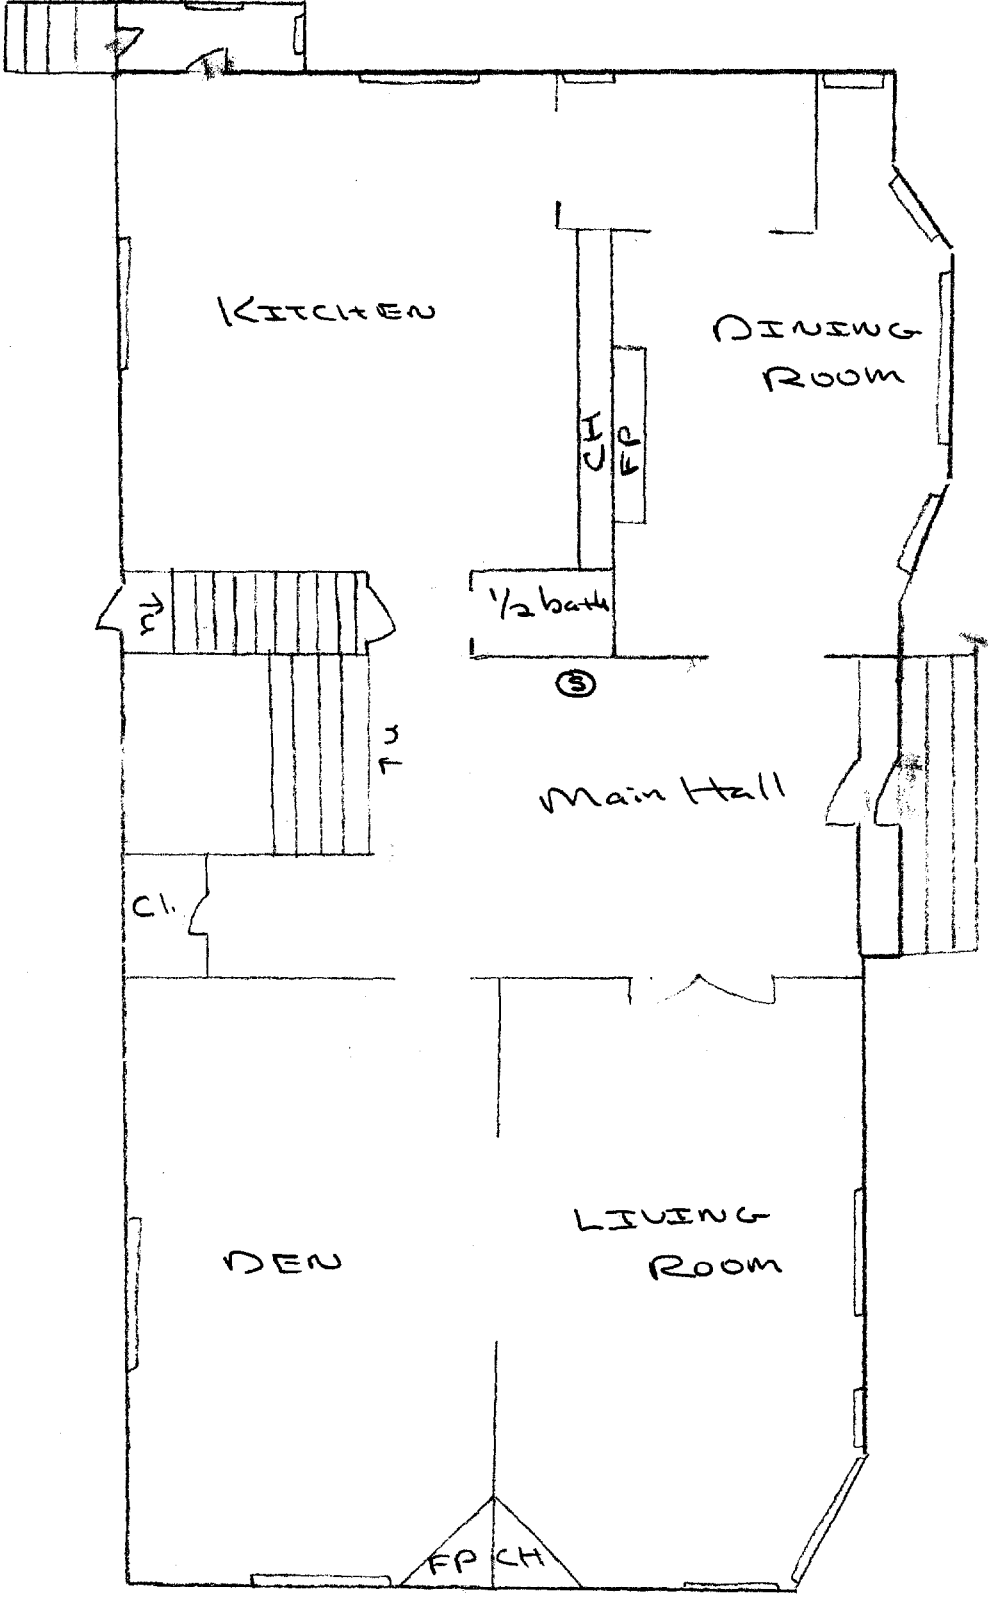 KITCHEN
DINING
ROOM
CH
FP
1/2 bath
S
Main Hall
Cl.
LIVING
ROOM
DEN
FP
CH